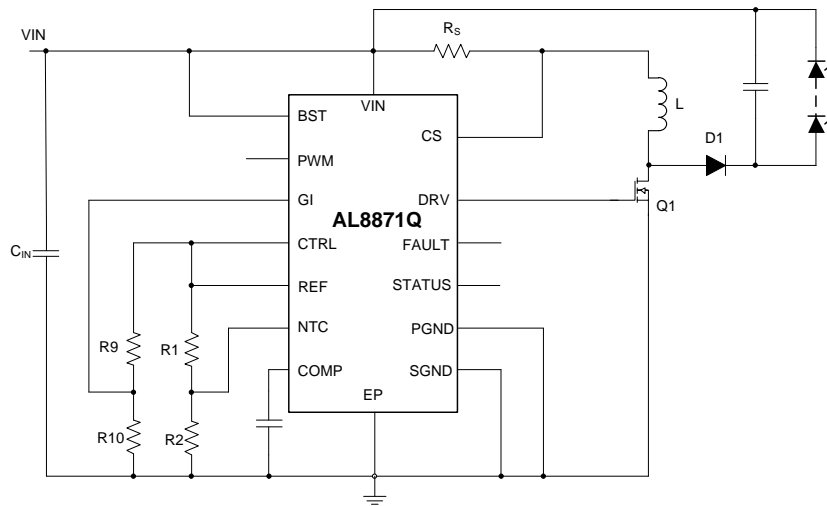 VIN
RS
VIN
BST
CS
L
D1
PWM
GI
DRV
Q1
AL8871Q
CTRL
FAULT
CIN
REF
STATUS
NTC
PGND
R9
R1
COMP
SGND
EP
R10
R2